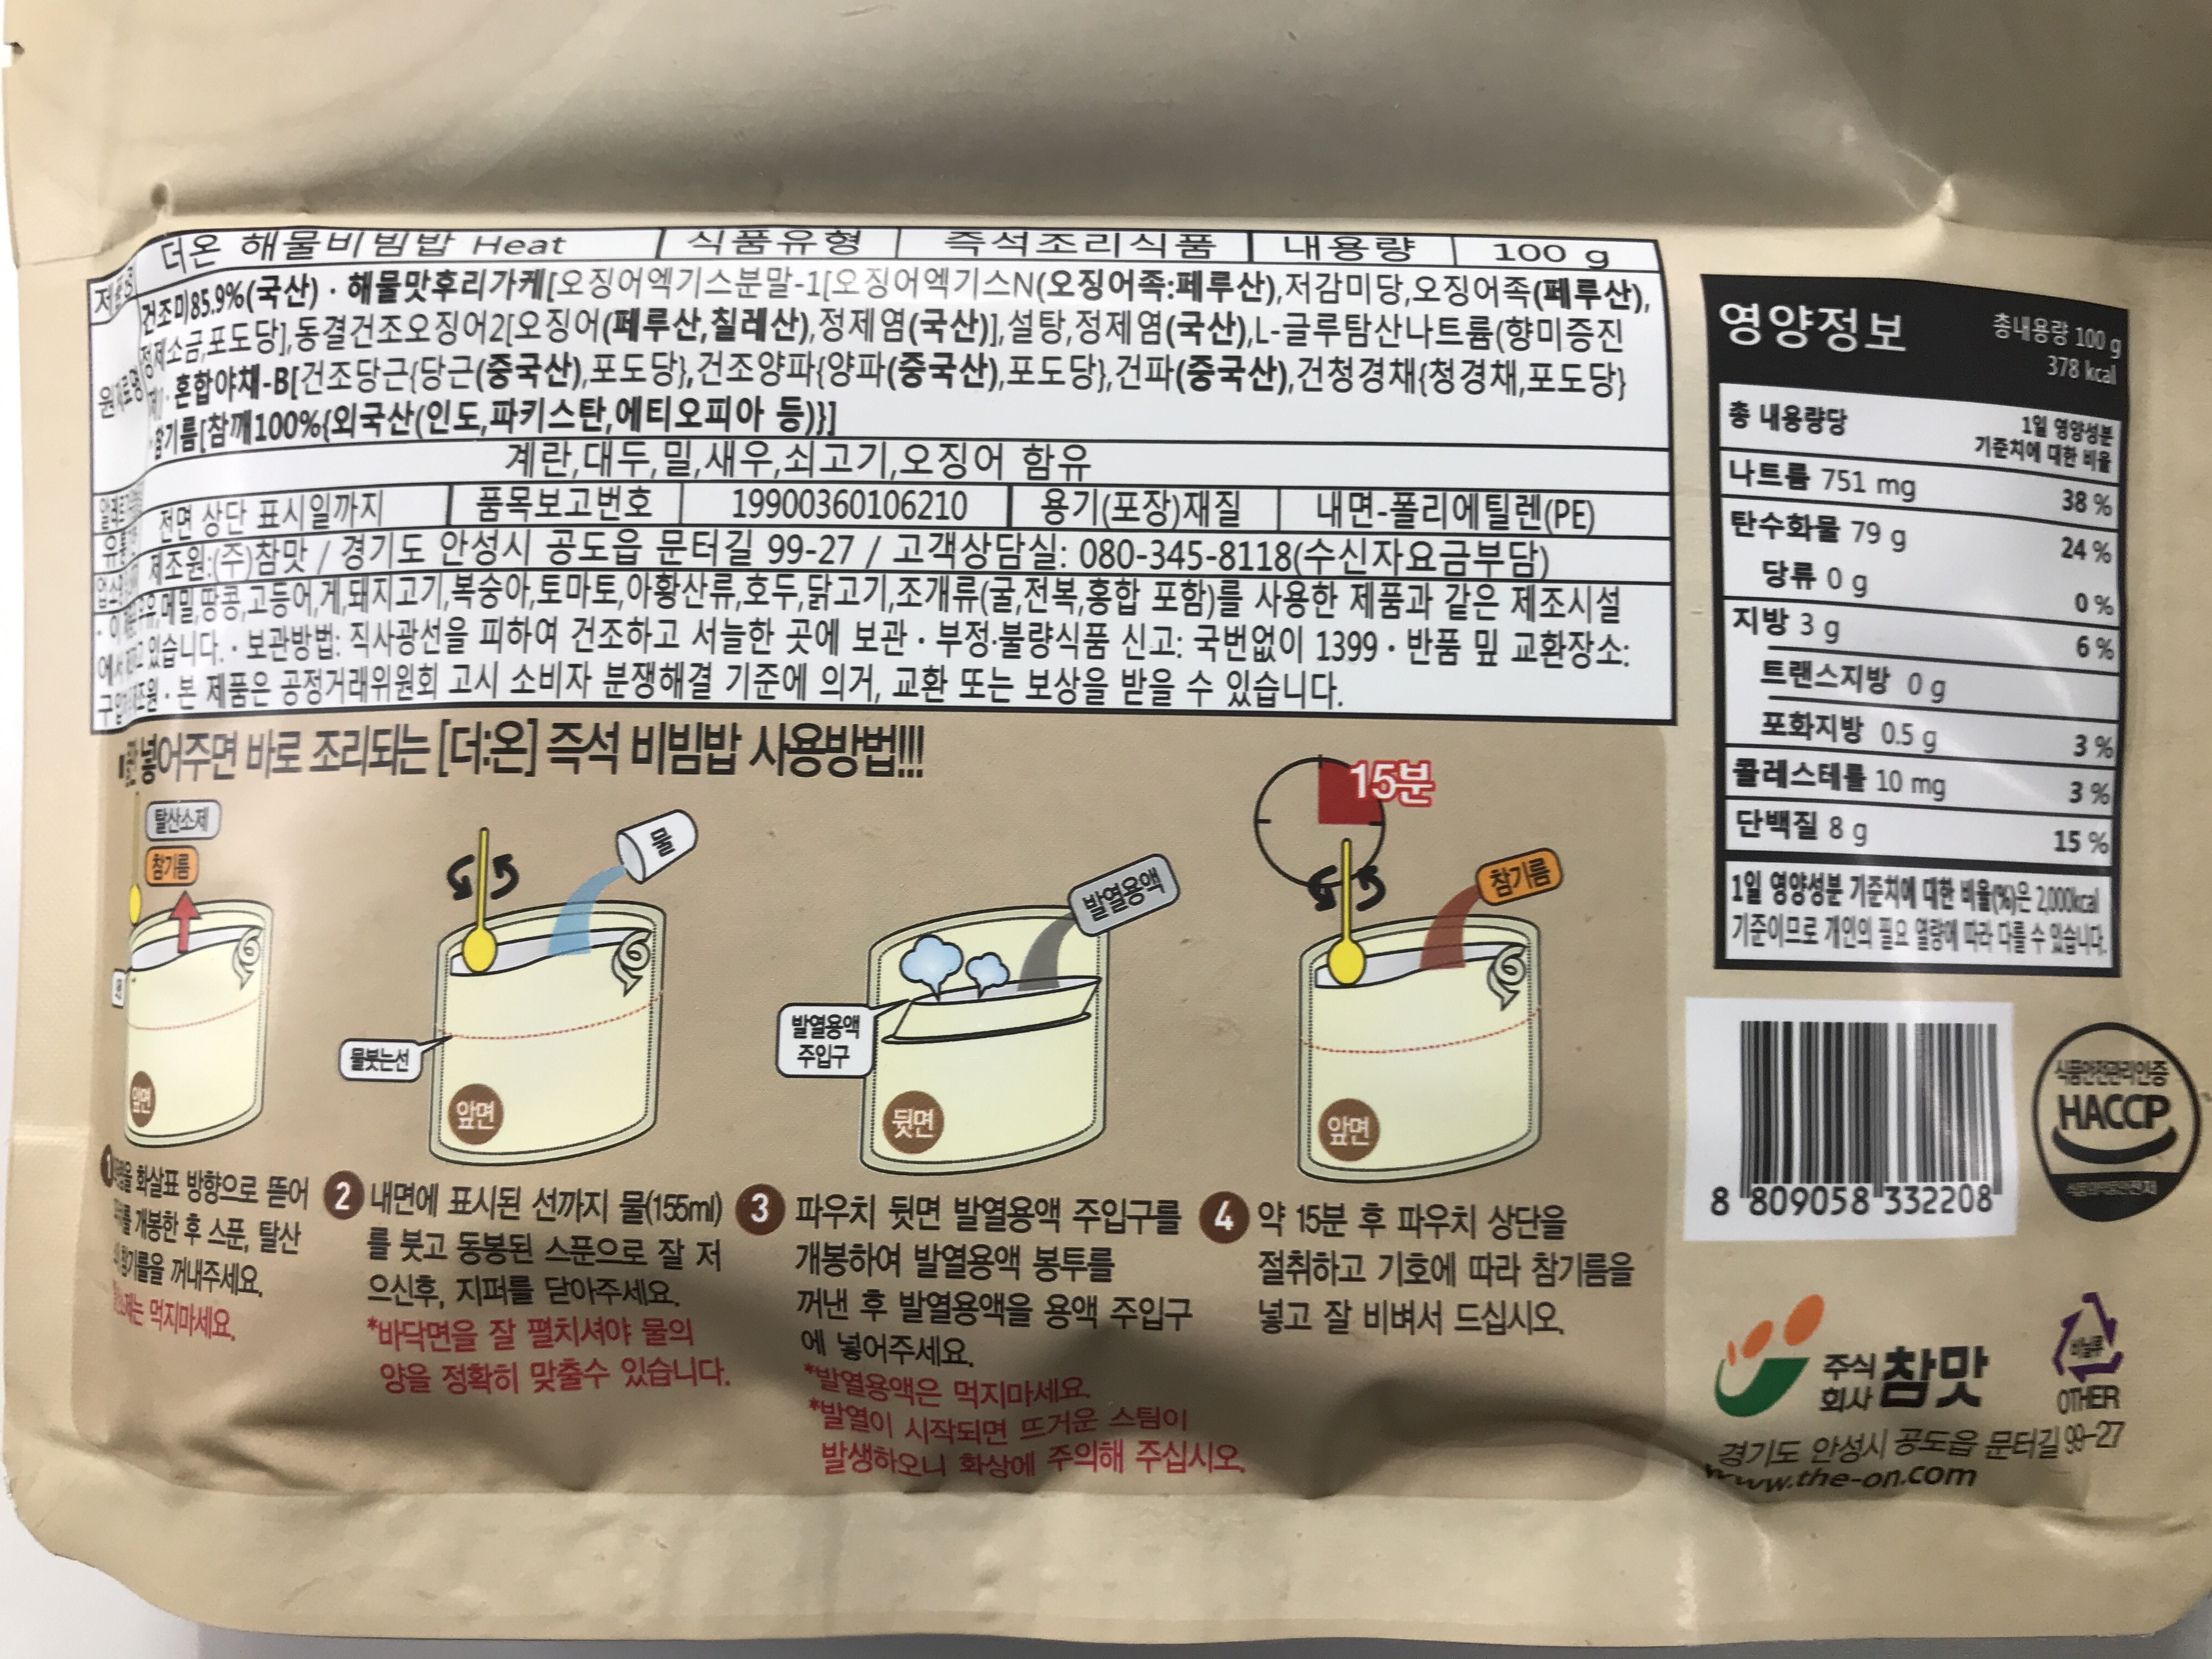 제품명 더온 해물비빔밥 Heat 식품유형 즉석조리식품 내용량 100 g
건조미85.9%(국산)·해물맛후리가케[오징어엑기스분말-1[오징어엑기스N(오징어족:페루산),저감미당,오징어족(페루산),
정제소금,포도당],동결건조오징어2[오징어(페루산,칠레산),정제염(국산)],설탕,정제염(국산),L-글루탐산나트륨(향미증진
원재료명 제)]·혼합야채-B[건조당근{당근(중국산),포도당},건조양파{양파(중국산),포도당},건파(중국산),건청경채{청경채,포도당}
·참기름[참깨100%{외국산(인도,파키스탄,에티오피아 등)}]
계란,대두,밀,새우,쇠고기,오징어 함유
전면 상단 표시일까지 품목보고번호 19900360106210 용기(포장)재질 내면-폴리에틸렌(PE)
제조원:(주)참맛 / 경기도 안성시 공도읍 문터길 99-27 / 고객상담실: 080-345-8118(수신자요금부담)
메밀,땅콩,고등어,게,돼지고기,복숭아,토마토,아황산류,호두,닭고기,조개류(굴,전복,홍합 포함)를 사용한 제품과 같은 제조시설
있습니다.·보관방법: 직사광선을 피하여 건조하고 서늘한 곳에 보관·부정·불량식품 신고: 국번없이 1399·반품 및 교환장소:
·본 제품은 공정거래위원회 고시 소비자 분쟁해결 기준에 의거, 교환 또는 보상을 받을 수 있습니다.
넣어주면 바로 조리되는 [더:온] 즉석 비빔밥 사용방법!!!
탈산소제
참기름
앞면
물
물붓는선
앞면
발열용액
발열용액
주입구
뒷면
15분
참기름
앞면
1 화살표 방향으로 뜯어
개봉한 후 스푼, 탈산
참기름을 꺼내주세요.
먹지마세요.
2 내면에 표시된 선까지 물(155ml)
를 붓고 동봉된 스푼으로 잘 저
으신후, 지퍼를 닫아주세요.
*바닥면을 잘 펼치셔야 물의
양을 정확히 맞출수 있습니다.
3 파우치 뒷면 발열용액 주입구를
개봉하여 발열용액 봉투를
꺼낸 후 발열용액을 용액 주입구
에 넣어주세요.
*발열용액은 먹지마세요.
*발열이 시작되면 뜨거운 스팀이
발생하오니 화상에 주의해 주십시오.
4 약 15분 후 파우치 상단을
절취하고 기호에 따라 참기름을
넣고 잘 비벼서 드십시오.
영양정보 총내용량 100 g
378 kcal
총 내용량당 1일 영양성분
기준치에 대한 비율
나트륨 751 mg 38 %
탄수화물 79 g 24 %
당류 0 g 0 %
지방 3 g 6 %
트랜스지방 0 g
포화지방 0.5 g 3 %
콜레스테롤 10 mg 3 %
단백질 8 g 15 %
1일 영양성분 기준치에 대한 비율(%)은 2,000kcal
기준이므로 개인의 필요 열량에 따라 다를 수 있습니다.
8 809058 332208
식품안전관리인증
HACCP
식품의약품안전처
주식
회사 참맛
비닐류
OTHER
경기도 안성시 공도읍 문터길 99-27
www.the-on.com